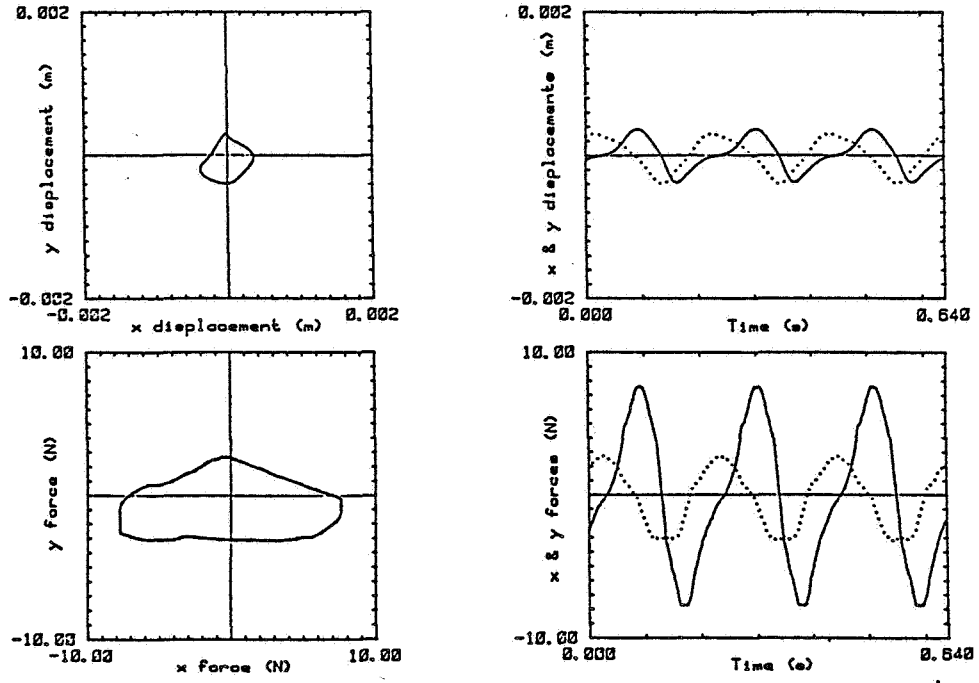 0.002
y displacement (m)
-0.002
-0.002
0.002
x displacement (m)
0.002
x & y displacements (m)
-0.002
0.000
0.640
Time (s)
10.00
y force (N)
-10.00
-10.00
10.00
x force (N)
10.00
x & y forces (N)
-10.00
0.000
0.640
Time (s)